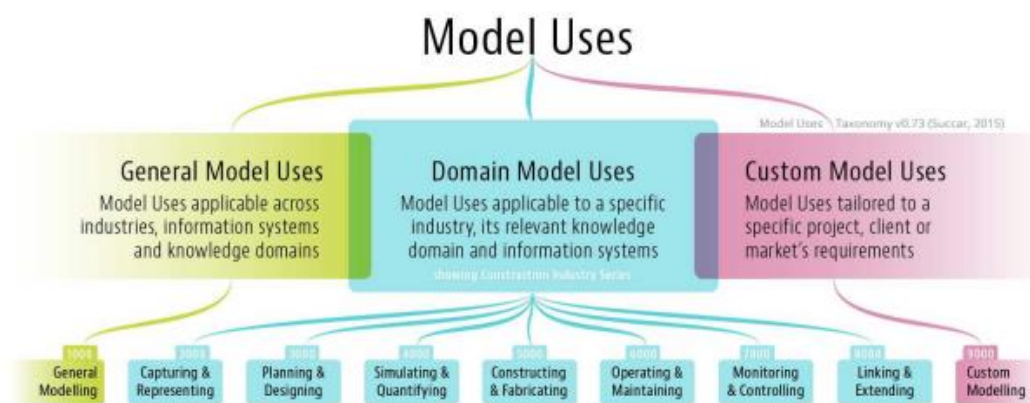 Model Uses
Model Uses Taxonomy v0.73 (Succar, 2015)
General Model Uses
Model Uses applicable across
industries, information systems
and knowledge domains
Domain Model Uses
Model Uses applicable to a specific
industry, its relevant knowledge
domain and information systems
showing Construction Industry Series
Custom Model Uses
Model Uses tailored to a
specific project, client or
market's requirements
1000
General
Modelling
2000
Capturing &
Representing
3000
Planning &
Designing
4000
Simulating &
Quantifying
5000
Constructing
& Fabricating
6000
Operating &
Maintaining
7000
Monitoring
& Controlling
8000
Linking &
Extending
9000
Custom
Modelling